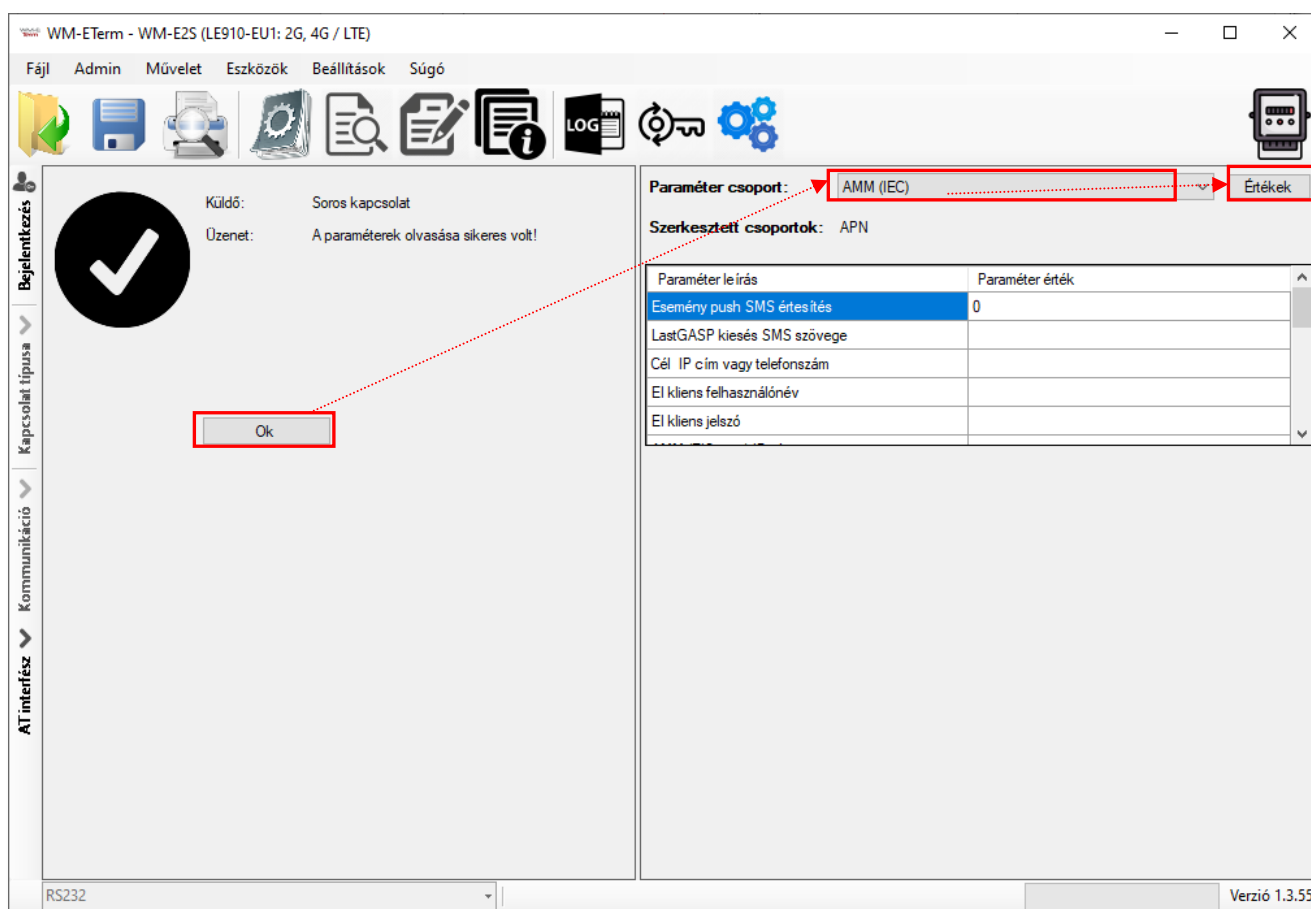 WM-ETerm - WM-E2S (LE910-EU1: 2G, 4G / LTE)
Fájl Admin Művelet Eszközök Beállítások Súgó
LOG
Bejelentkezés
Kapcsolat típusa
Kommunikáció
AT interfész
Küldő: Soros kapcsolat
Üzenet: A paraméterek olvasása sikeres volt!
Ok
Paraméter csoport: AMM (IEC) Értékek
Szerkesztett csoportok: APN
Paraméter leírás Paraméter érték
Esemény push SMS értesítés 0
LastGASP kiesés SMS szövege
Cél IP cím vagy telefonszám
EI kliens felhasználónév
EI kliens jelszó
RS232
Verzió 1.3.55